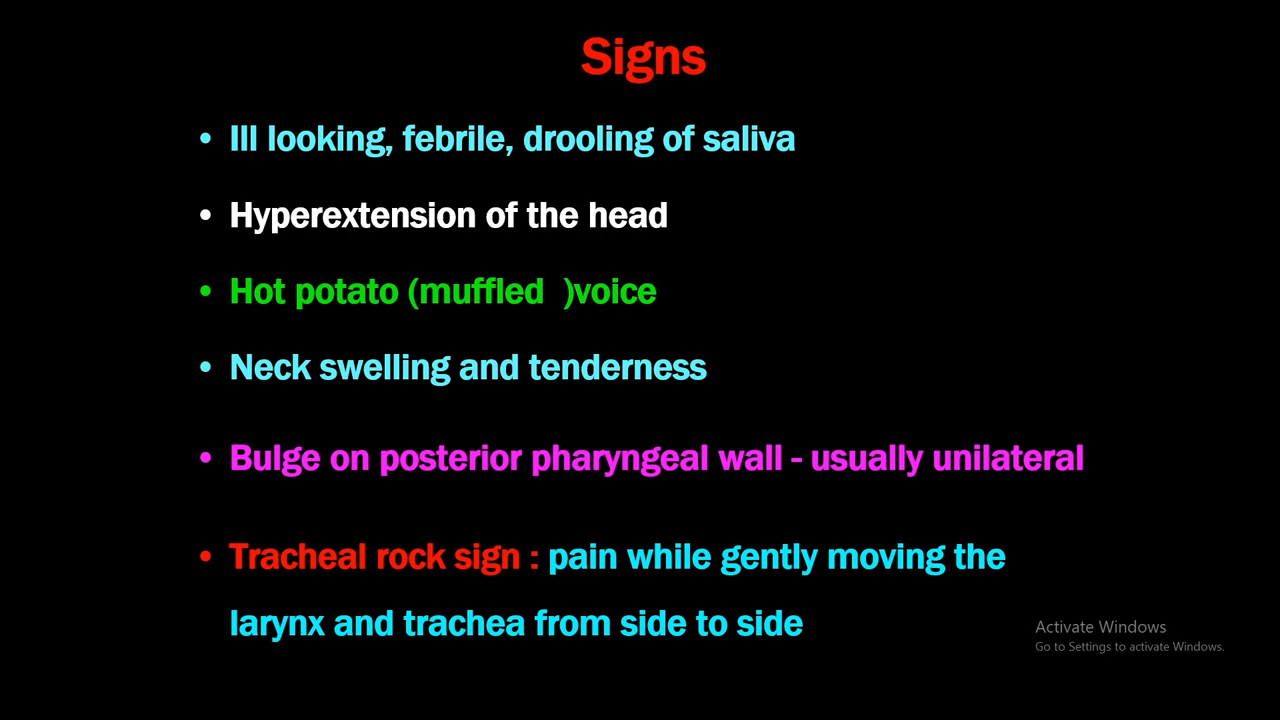 Signs
• Ill looking, febrile, drooling of saliva
• Hyperextension of the head
• Hot potato (muffled  )voice
• Neck swelling and tenderness
• Bulge on posterior pharyngeal wall - usually unilateral
• Tracheal rock sign : pain while gently moving the
larynx and trachea from side to side
Activate Windows
Go to Settings to activate Windows.